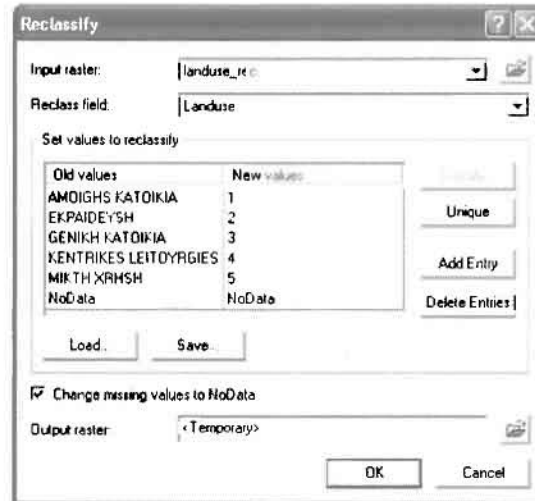 Reclassify
Input raster: landuse_rec
Reclass field: Landuse
Set values to reclassify
Old values New values
AMOIGHS KATOIKIA 1
EKPAIDEYSH 2
GENIKH KATOIKIA 3
KENTRIKES LEITOYRGIES 4
MIKTH XRHSH 5
NoData NoData
Unique
Add Entry
Delete Entries
Load.. Save..
Change missing values to NoData
Output raster: <Temporary>
OK Cancel